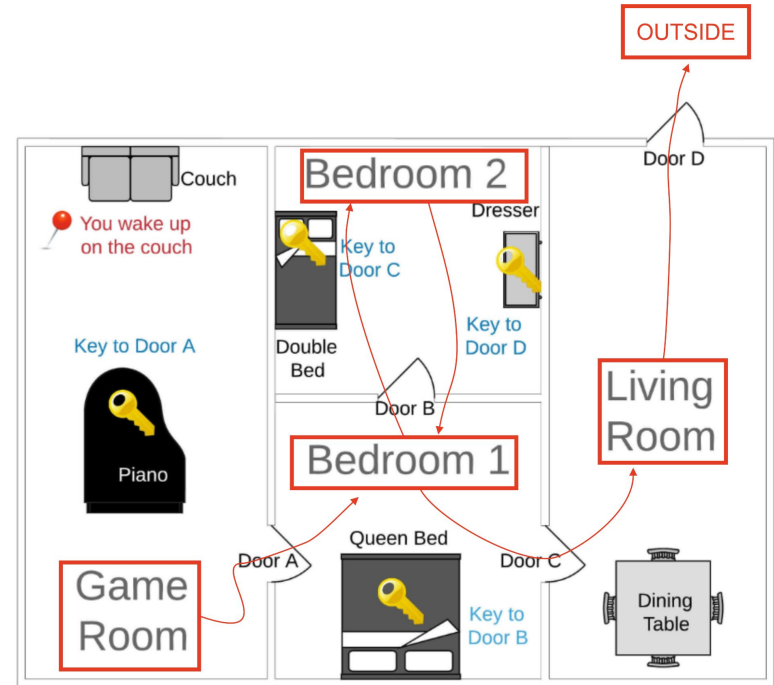 OUTSIDE
Door D
Couch
You wake up
on the couch
Bedroom 2
Dresser
Key to
Door C
Key to
Door D
Double
Bed
Key to Door A
Piano
Door B
Living
Room
Bedroom 1
Door A
Queen Bed
Door C
Game
Room
Key to
Door B
Dining
Table